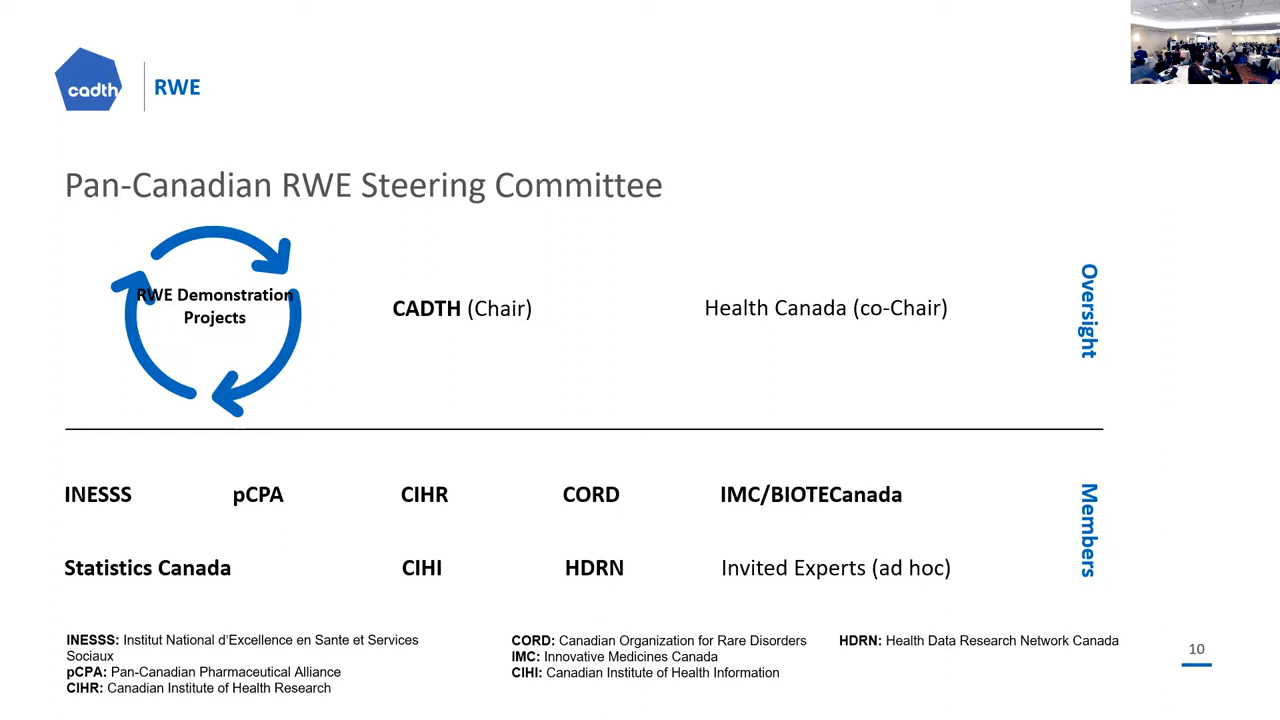 cadth
RWE
Pan-Canadian RWE Steering Committee
RWE Demonstration
Projects
CADTH (Chair)
Health Canada (co-Chair)
Oversight
INESSS
pCPA
CIHR
CORD
IMC/BIOTECanada
Statistics Canada
CIHI
HDRN
Invited Experts (ad hoc)
Members
INESSS: Institut National d’Excellence en Sante et Services
Sociaux
pCPA: Pan-Canadian Pharmaceutical Alliance
CIHR: Canadian Institute of Health Research
CORD: Canadian Organization for Rare Disorders
IMC: Innovative Medicines Canada
CIHI: Canadian Institute of Health Information
HDRN: Health Data Research Network Canada
10